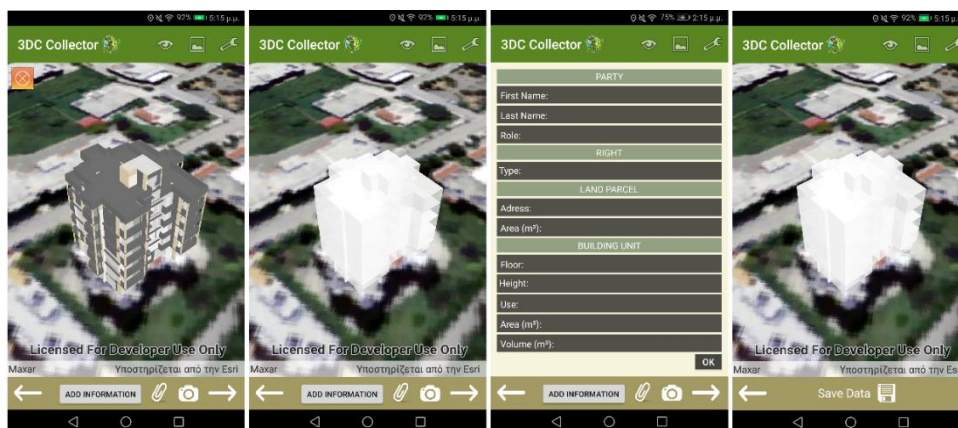 92% 5:15 μ.μ.
3DC Collector
Licensed For Developer Use Only
Maxar Υποστηρίζεται από την Esri
ADD INFORMATION
92% 5:15 μ.μ.
3DC Collector
Licensed For Developer Use Only
Maxar Υποστηρίζεται από την Esri
ADD INFORMATION
75% 2:15 μ.μ.
3DC Collector
PARTY
First Name:
Last Name:
Role:
RIGHT
Type:
LAND PARCEL
Adress:
Area (m²):
BUILDING UNIT
Floor:
Height:
Use:
Area (m²):
Volume (m³):
OK
ADD INFORMATION
92% 5:15 μ.μ.
3DC Collector
Licensed For Developer Use Only
Maxar Υποστηρίζεται από την Esri
Save Data